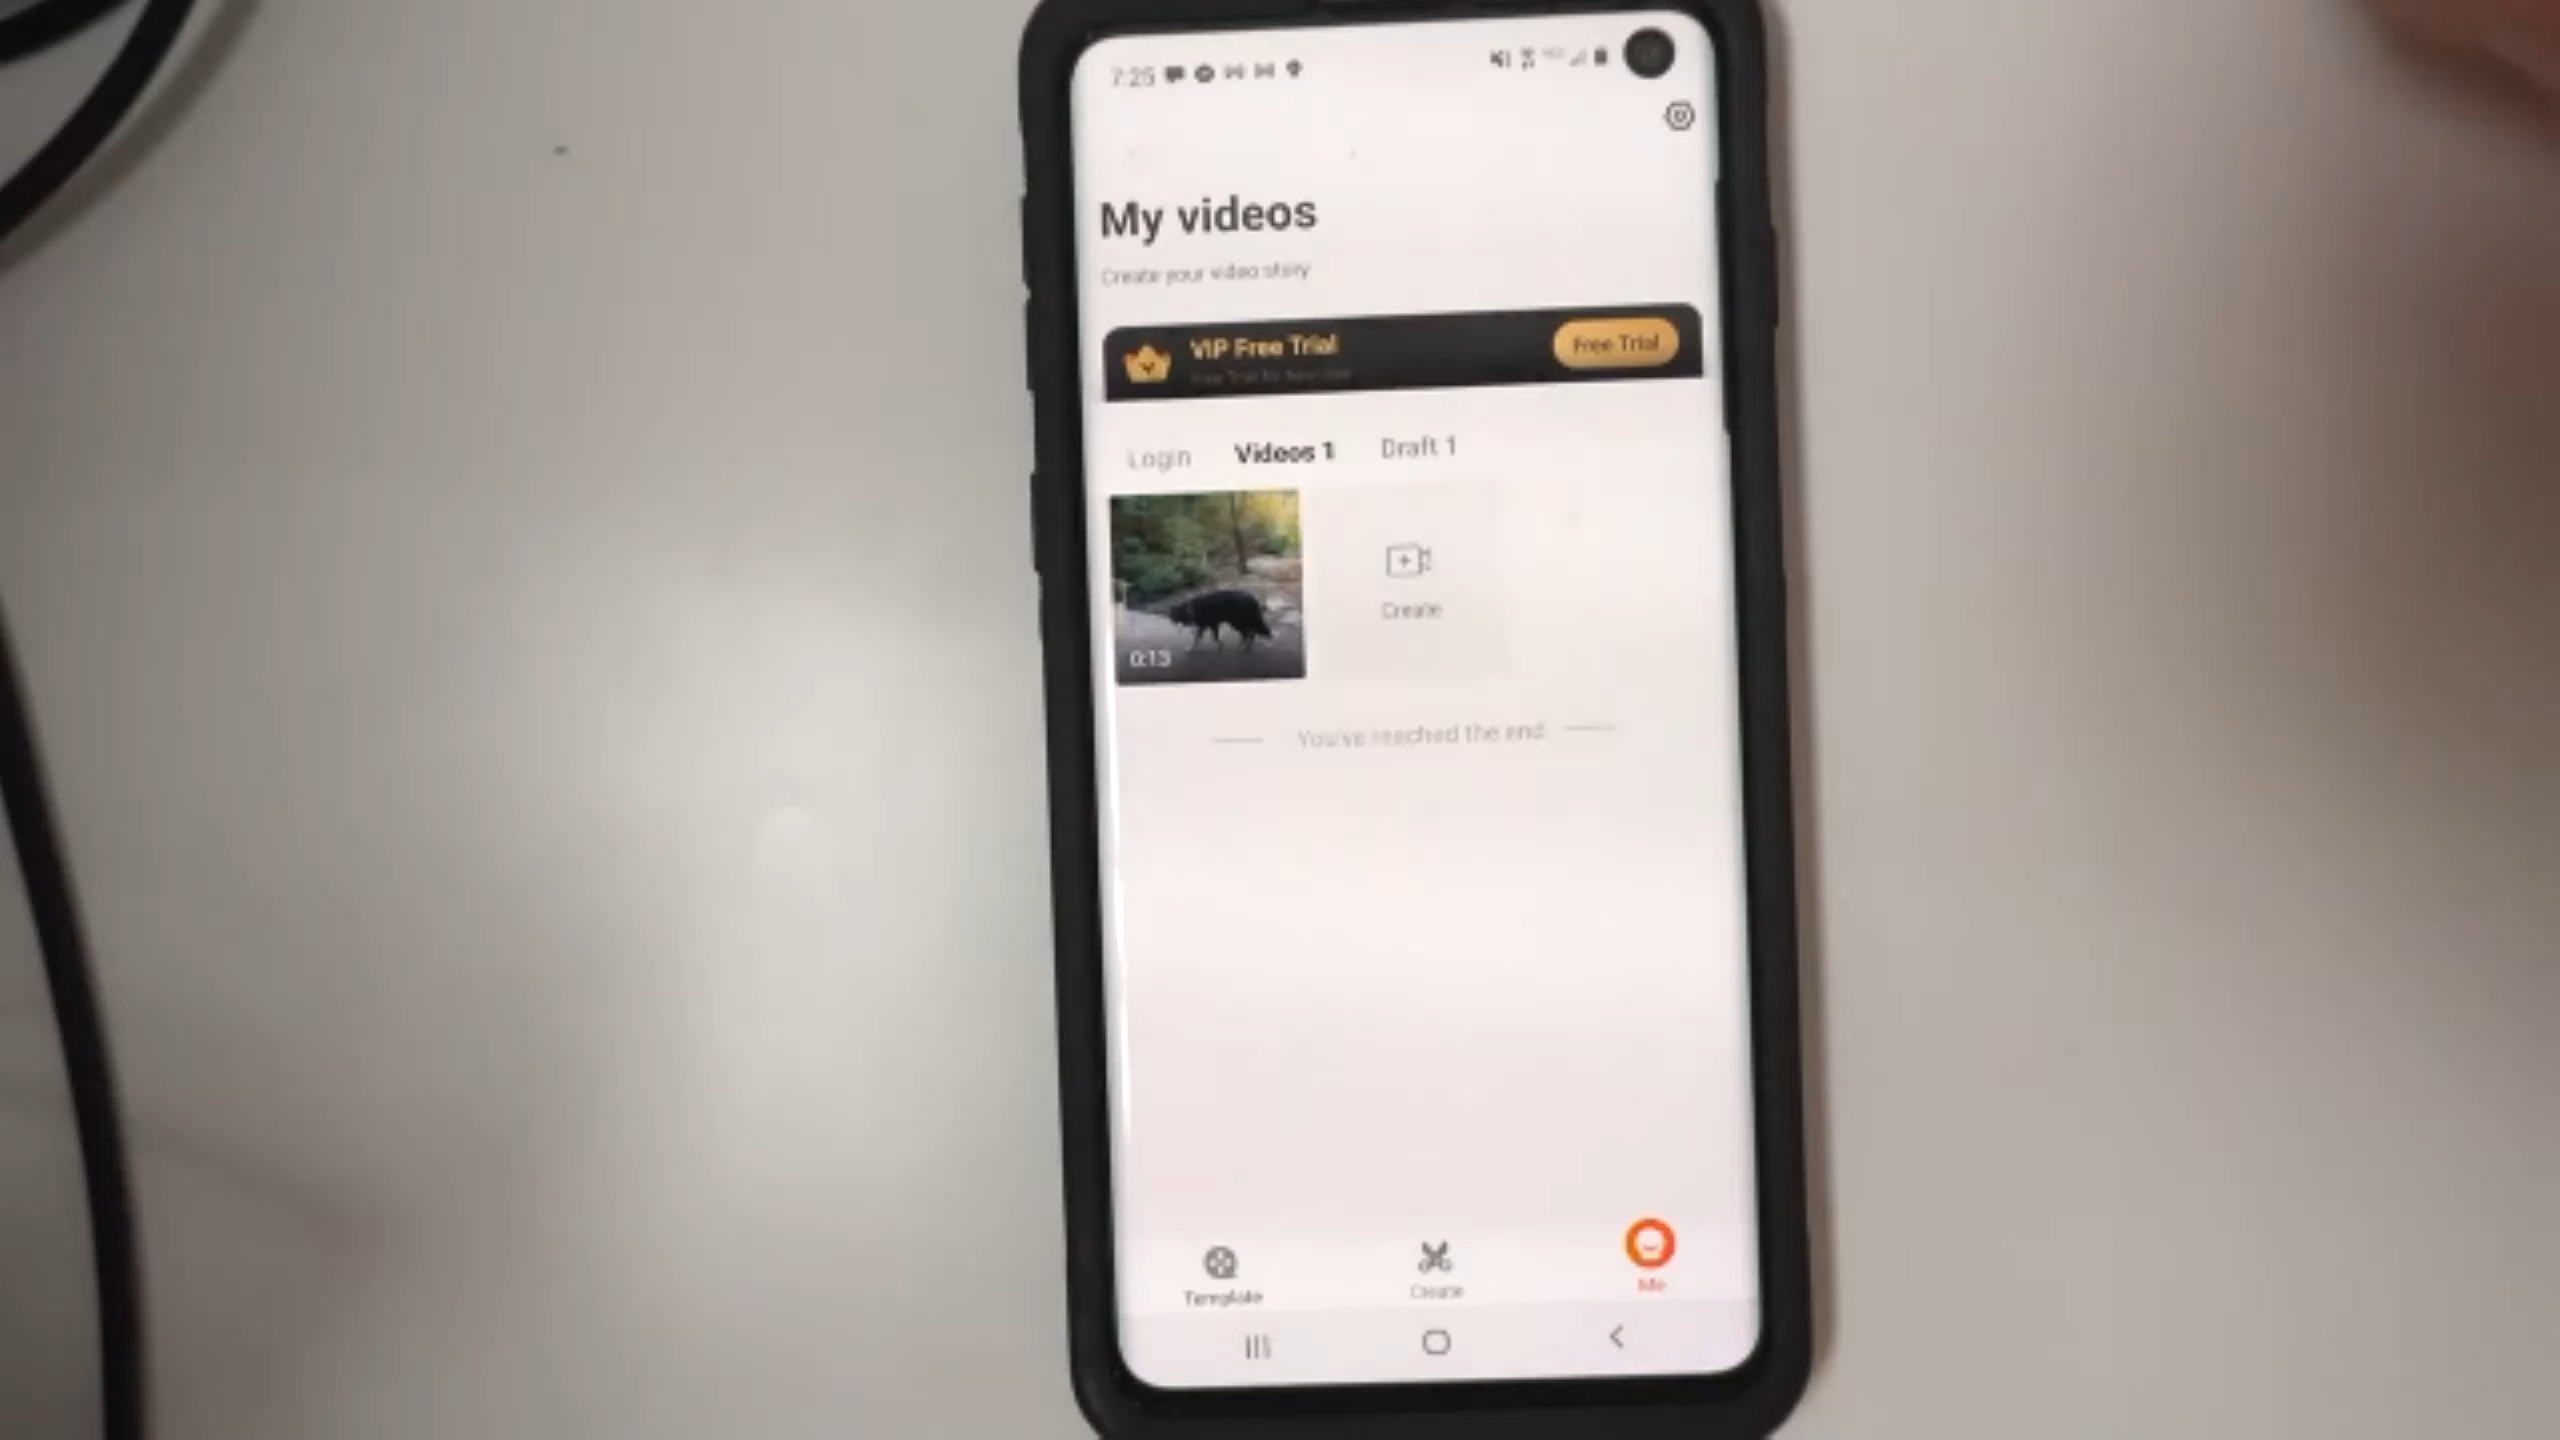 7:25
My videos
Create your video story
VIP Free Trial
Free Trial
Login
Videos 1
Draft 1
0:13
Create
You've reached the end
Template
Create
Me